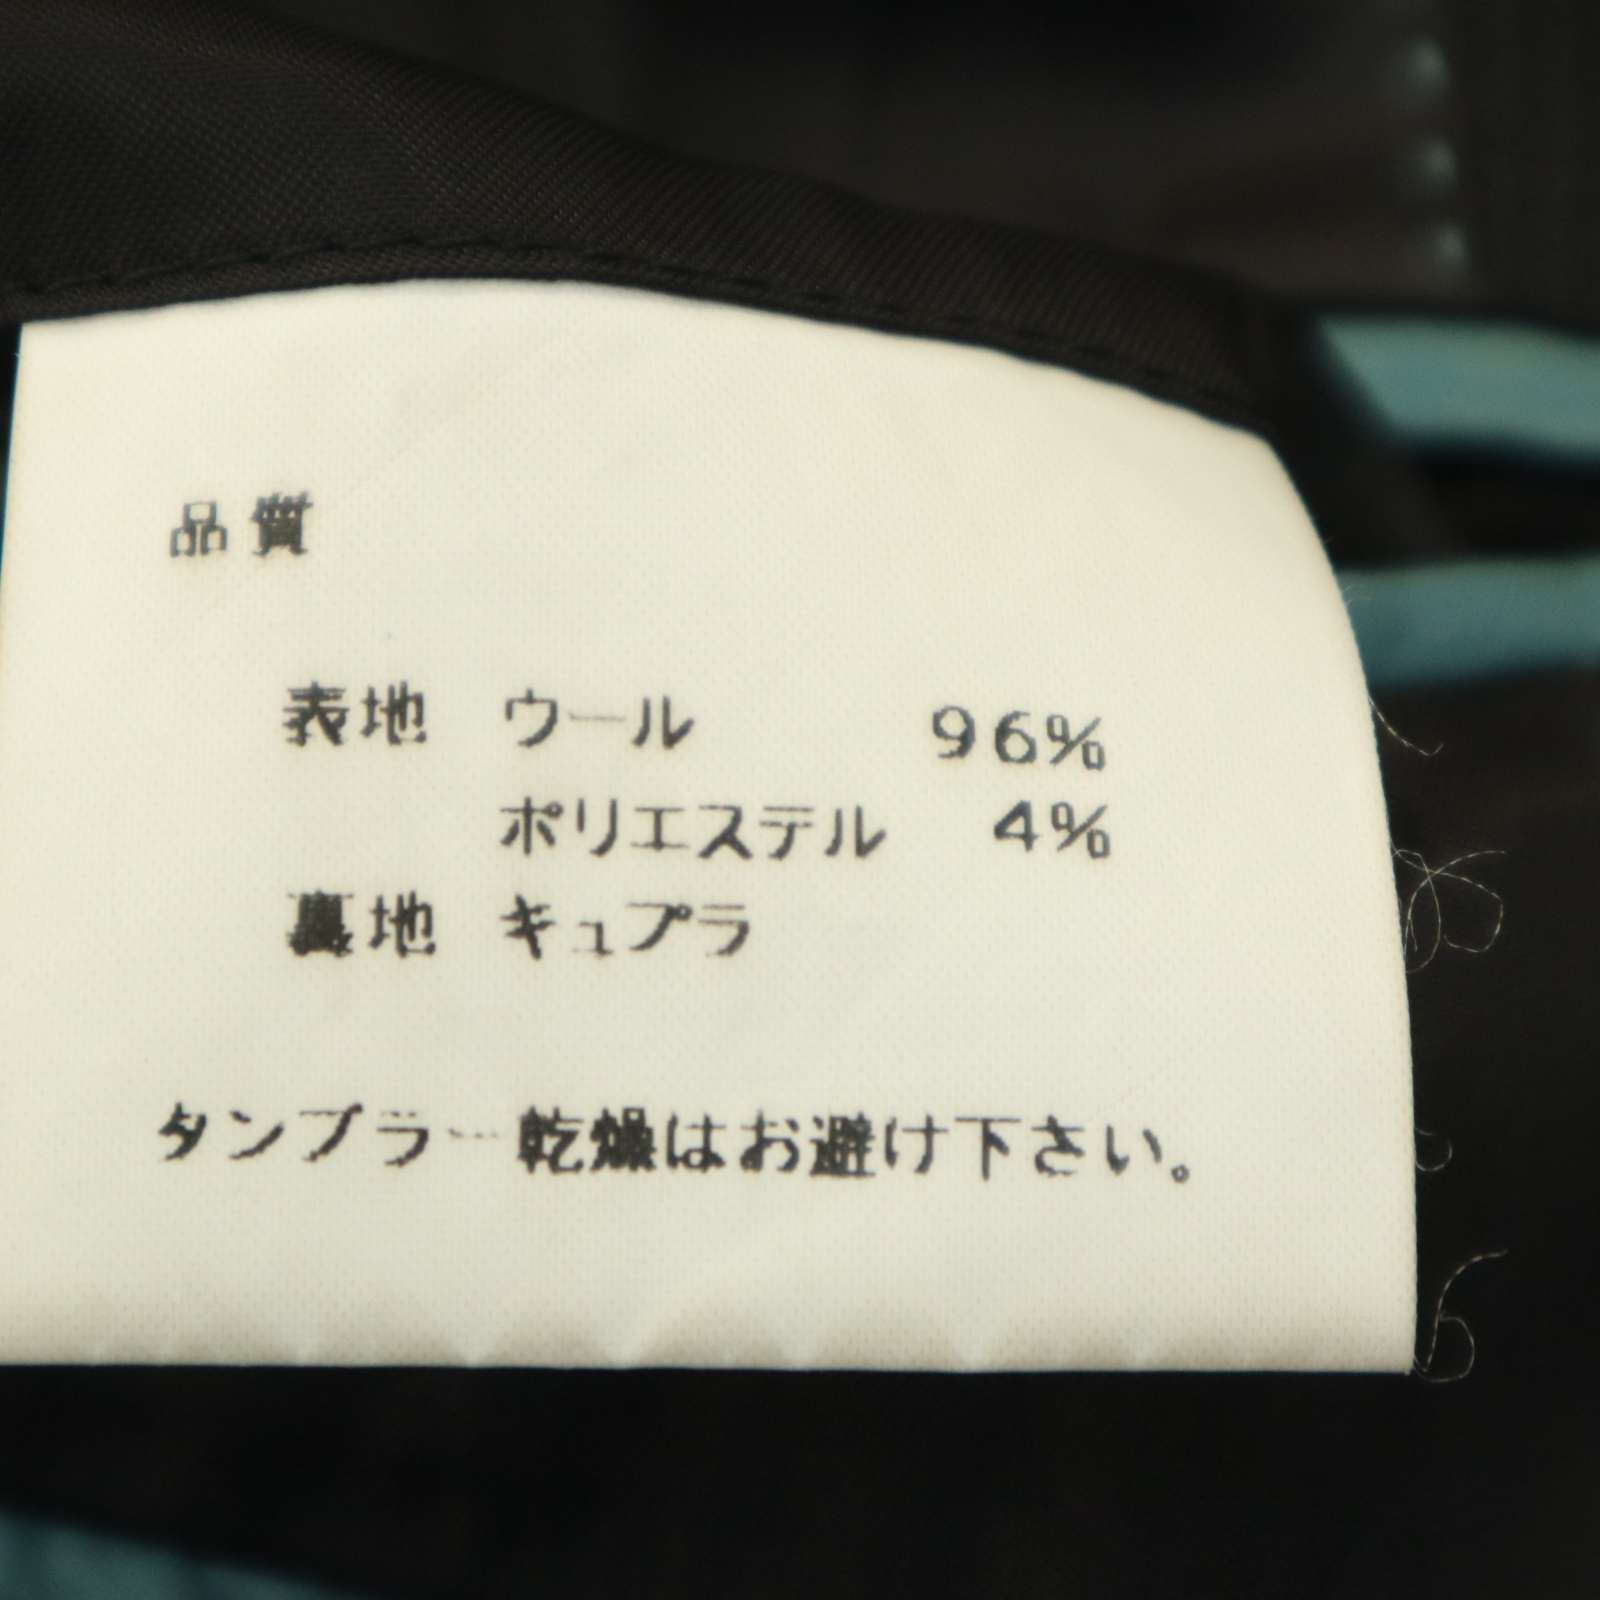 品質
表地 ウール 96%
ポリエステル 4%
裏地 キュプラ
タンブラー乾燥はお避け下さい。